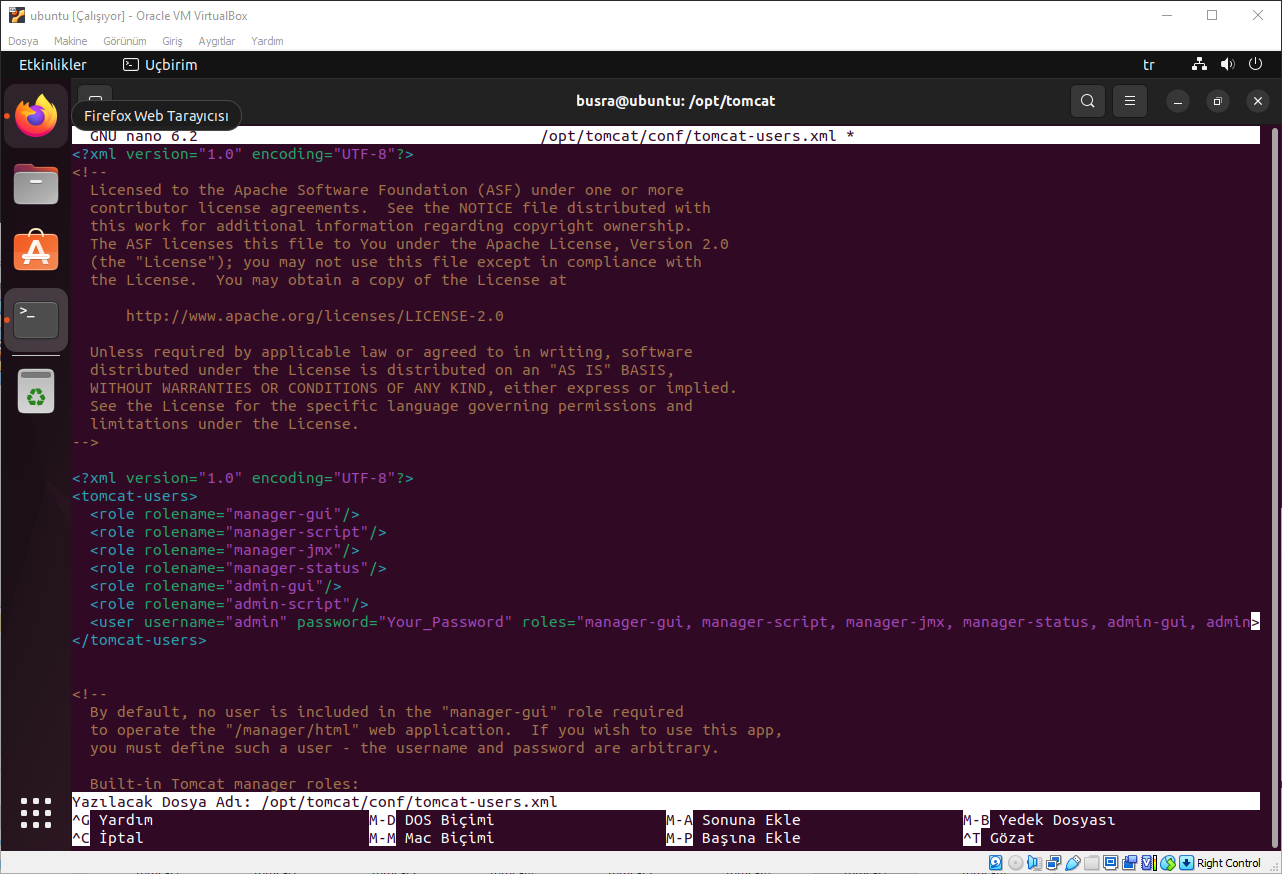 ubuntu [Çalışıyor] - Oracle VM VirtualBox
Dosya Makine Görünüm Giriş Aygıtlar Yardım
Etkinlikler Uçbirim tr
busra@ubuntu: /opt/tomcat
Firefox Web Tarayıcısı
GNU nano 6.2 /opt/tomcat/conf/tomcat-users.xml *
<?xml version="1.0" encoding="UTF-8"?>
<!--
Licensed to the Apache Software Foundation (ASF) under one or more
contributor license agreements.  See the NOTICE file distributed with
this work for additional information regarding copyright ownership.
The ASF licenses this file to You under the Apache License, Version 2.0
(the "License"); you may not use this file except in compliance with
the License.  You may obtain a copy of the License at
http://www.apache.org/licenses/LICENSE-2.0
Unless required by applicable law or agreed to in writing, software
distributed under the License is distributed on an "AS IS" BASIS,
WITHOUT WARRANTIES OR CONDITIONS OF ANY KIND, either express or implied.
See the License for the specific language governing permissions and
limitations under the License.
-->
<?xml version="1.0" encoding="UTF-8"?>
<tomcat-users>
<role rolename="manager-gui"/>
<role rolename="manager-script"/>
<role rolename="manager-jmx"/>
<role rolename="manager-status"/>
<role rolename="admin-gui"/>
<role rolename="admin-script"/>
<user username="admin" password="Your_Password" roles="manager-gui, manager-script, manager-jmx, manager-status, admin-gui, admin>
</tomcat-users>
<!--
By default, no user is included in the "manager-gui" role required
to operate the "/manager/html" web application.  If you wish to use this app,
you must define such a user - the username and password are arbitrary.
Built-in Tomcat manager roles:
Yazılacak Dosya Adı: /opt/tomcat/conf/tomcat-users.xml
^G Yardım M-D DOS Biçimi M-A Sonuna Ekle M-B Yedek Dosyası
^C İptal M-M Mac Biçimi M-P Başına Ekle ^T Gözat
Right Control